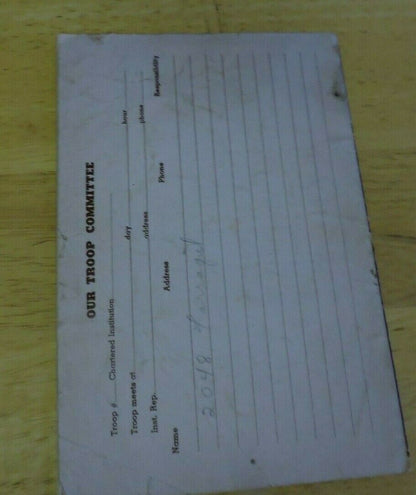 OUR TROOP COMMITTEE
Troop # Chartered Institution
Troop meets at day hour
Inst. Rep. address phone
Name Address Phone Responsibility
2048 Farragut